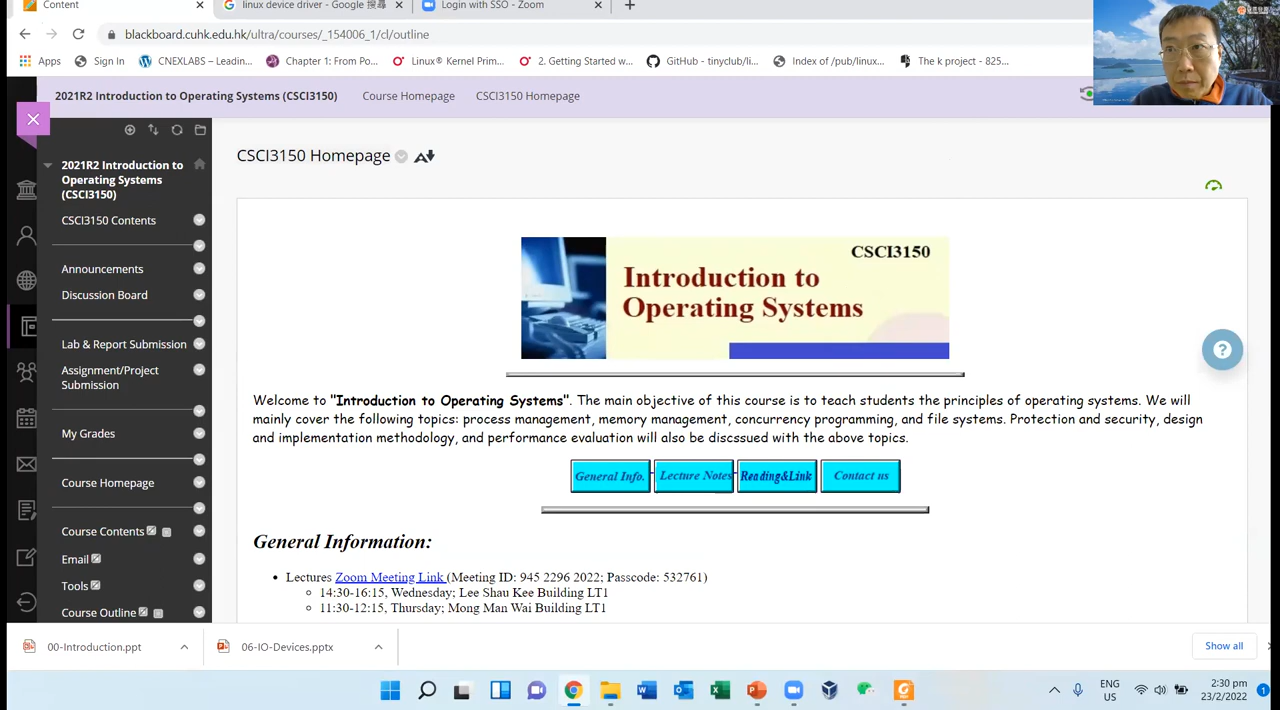 Content
linux device driver - Google 搜尋
Login with SSO - Zoom
blackboard.cuhk.edu.hk/ultra/courses/_154006_1/cl/outline
Apps
Sign In
CNEXLABS – Leadin...
Chapter 1: From Po...
Linux® Kernel Prim...
2. Getting Started w...
GitHub - tinyclub/li...
Index of /pub/linux...
The k project - 825...
2021R2 Introduction to Operating Systems (CSCI3150)
Course Homepage
CSCI3150 Homepage
2021R2 Introduction to
Operating Systems
(CSCI3150)
CSCI3150 Contents
Announcements
Discussion Board
Lab & Report Submission
Assignment/Project
Submission
My Grades
Course Homepage
Course Contents
Email
Tools
Course Outline
CSCI3150 Homepage
CSCI3150
Introduction to
Operating Systems
Welcome to "Introduction to Operating Systems". The main objective of this course is to teach students the principles of operating systems. We will
mainly cover the following topics: process management, memory management, concurrency programming, and file systems. Protection and security, design
and implementation methodology, and performance evaluation will also be discssued with the above topics.
General Info.
Lecture Notes
Reading&Link
Contact us
General Information:
Lectures Zoom Meeting Link (Meeting ID: 945 2296 2022; Passcode: 532761)
14:30-16:15, Wednesday; Lee Shau Kee Building LT1
11:30-12:15, Thursday; Mong Man Wai Building LT1
00-Introduction.ppt
06-IO-Devices.pptx
Show all
ENG
US
2:30 pm
23/2/2022
1